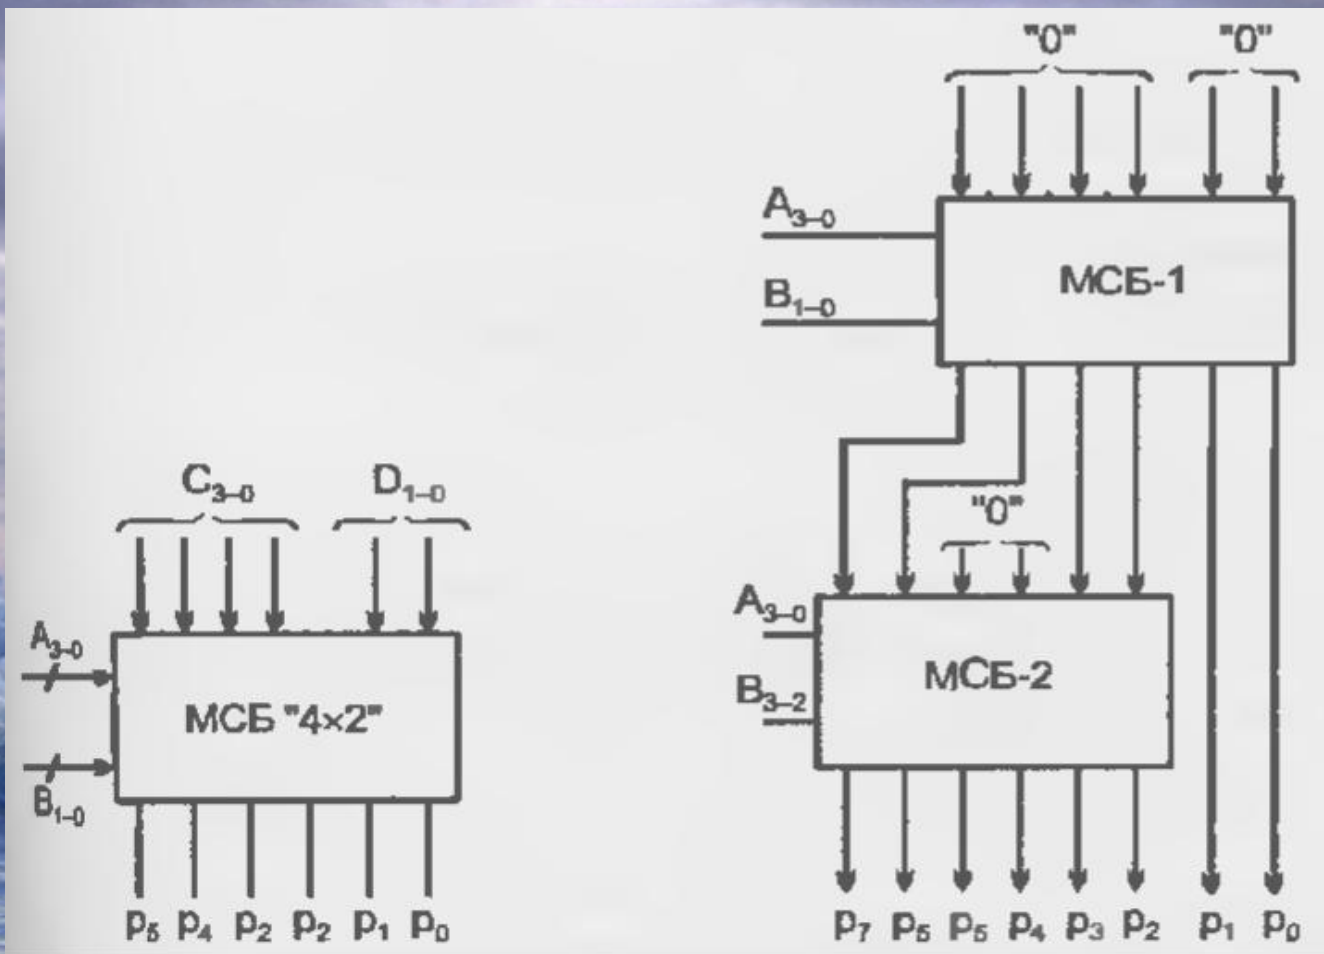 "0" "0"
A3–0
МСБ-1
B1–0
C3–0 D1–0
"0"
A3–0
МСБ "4×2"
B1–0
A3–0
МСБ-2
B3–2
p5 p4 p2 p2 p1 p0
p7 p5 p5 p4 p3 p2 p1 p0